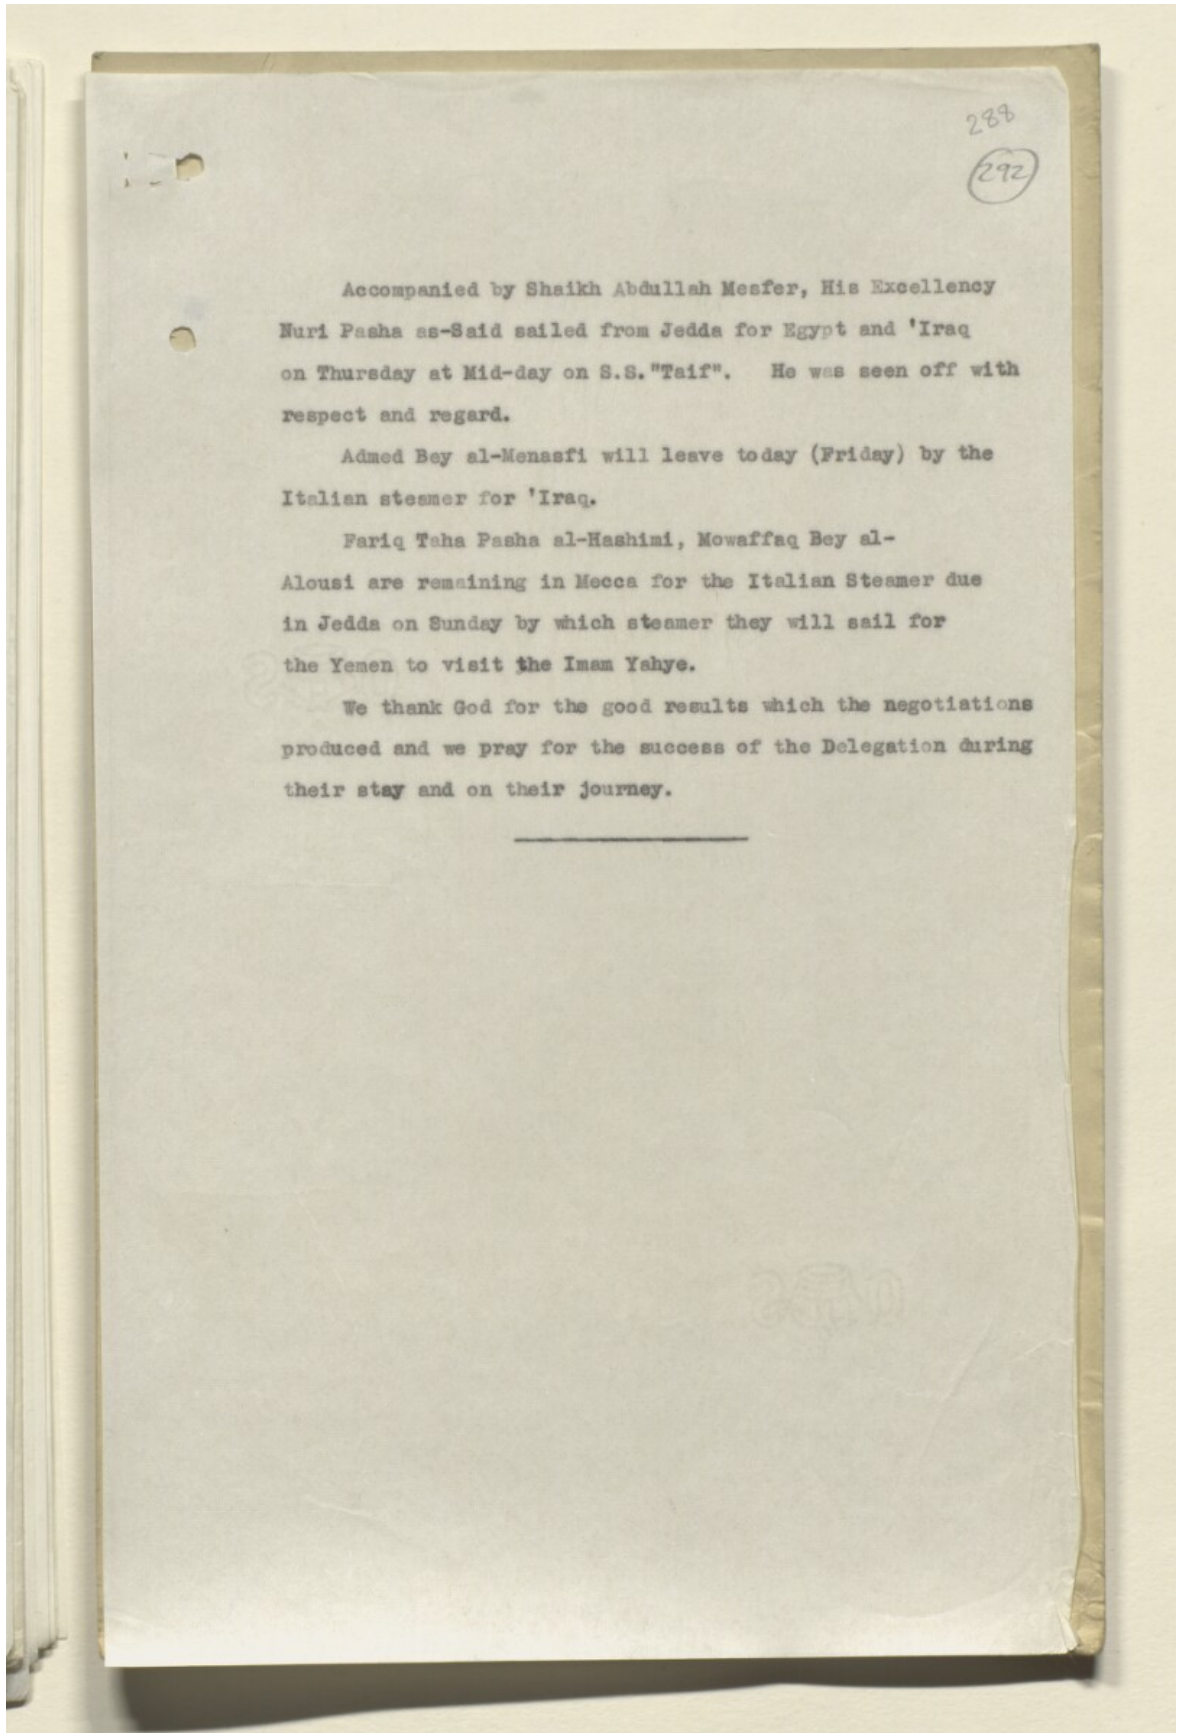 288
292
Accompanied by Shaikh Abdullah Mesfer, His Excellency
Nuri Pasha as-Said sailed from Jedda for Egypt and 'Iraq
on Thursday at Mid-day on S.S."Taif". He was seen off with
respect and regard.
Admed Bey al-Menasfi will leave today (Friday) by the
Italian steamer for 'Iraq.
Fariq Taha Pasha al-Hashimi, Mowaffaq Bey al-
Alousi are remaining in Mecca for the Italian Steamer due
in Jedda on Sunday by which steamer they will sail for
the Yemen to visit the Imam Yahye.
We thank God for the good results which the negotiations
produced and we pray for the success of the Delegation during
their stay and on their journey.